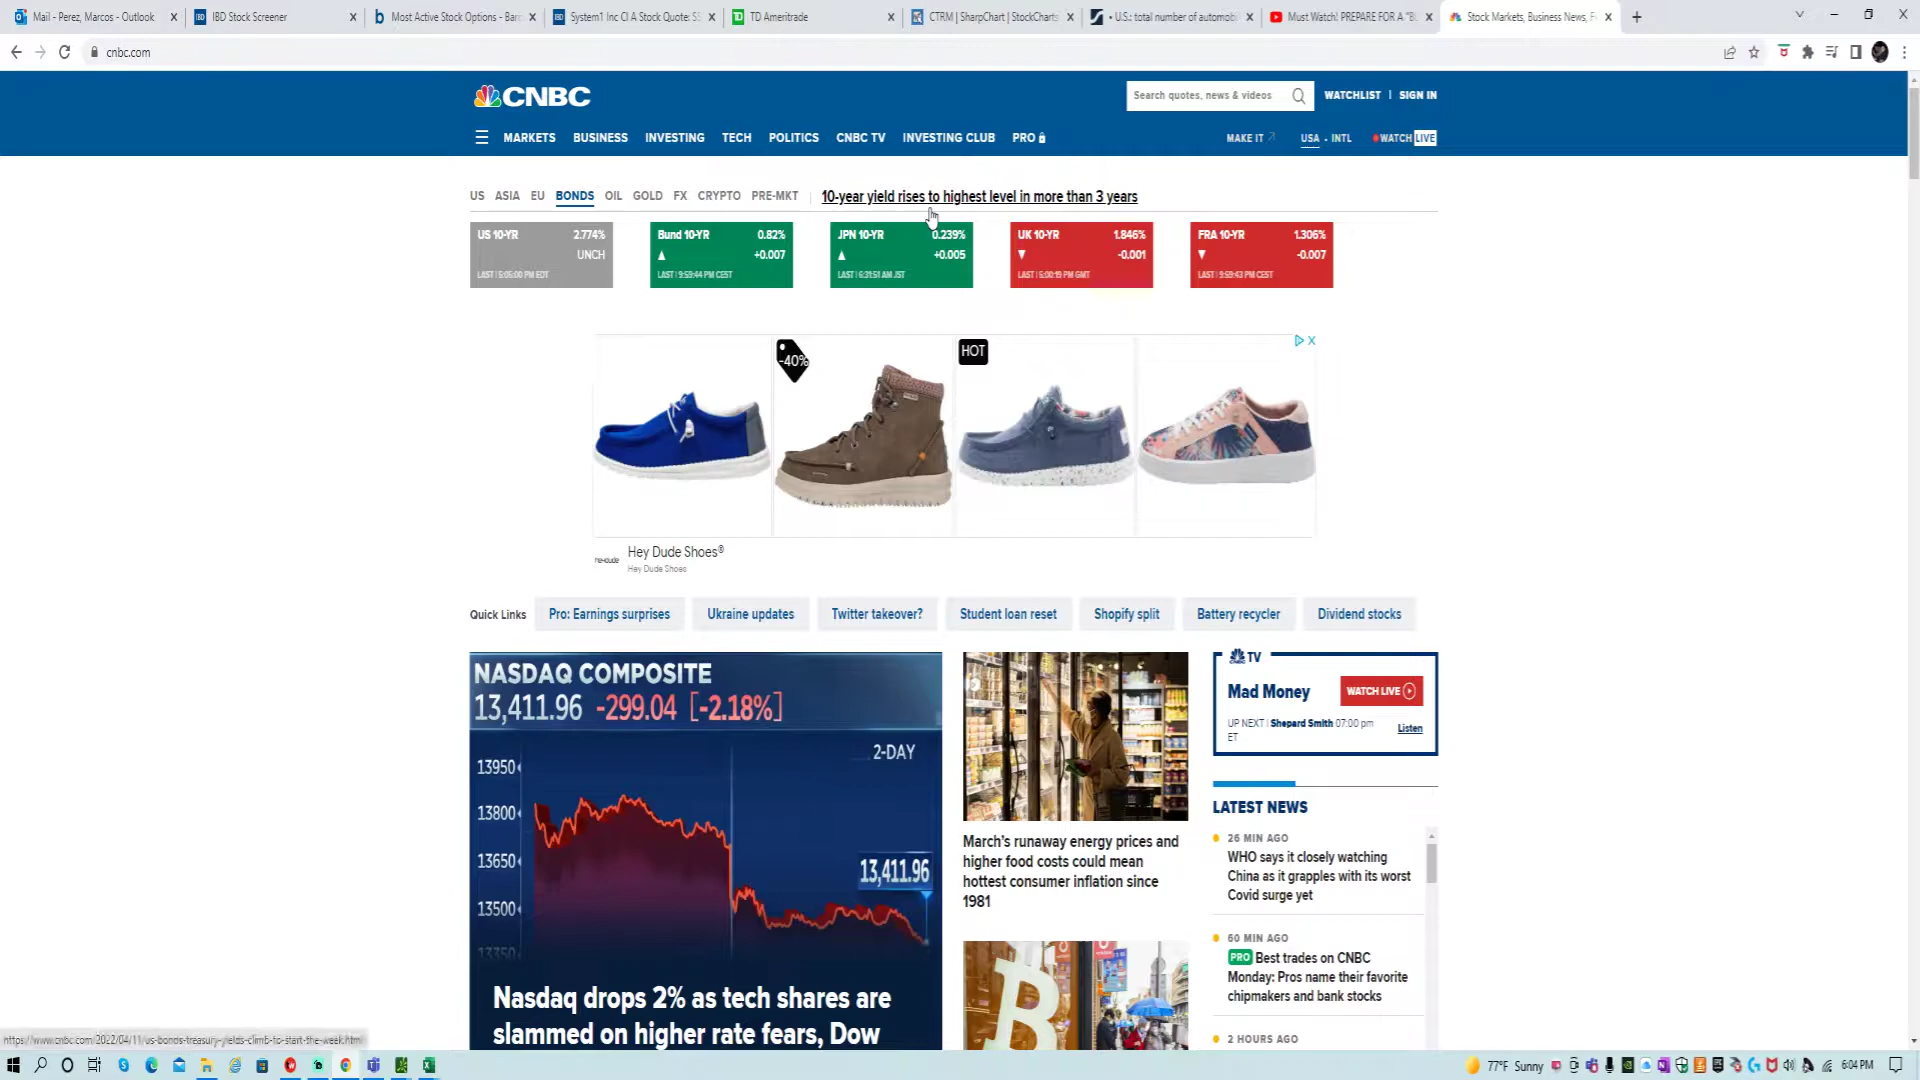 Mail - Perez, Marcos - Outlook
IBD Stock Screener
Most Active Stock Options - Bar
System1 Inc Cl A Stock Quote: S
TD Ameritrade
CTRM | SharpChart | StockCharts
• U.S.: total number of automobi
Must Watch! PREPARE FOR A "B
Stock Markets, Business News, F
cnbc.com
CNBC
Search quotes, news & videos
WATCHLIST | SIGN IN
MARKETS BUSINESS INVESTING TECH POLITICS CNBC TV INVESTING CLUB PRO
MAKE IT USA • INTL WATCH LIVE
US ASIA EU BONDS OIL GOLD FX CRYPTO PRE-MKT | 10-year yield rises to highest level in more than 3 years
US 10-YR 2.774%
UNCH
LAST | 5:05:00 PM EDT
Bund 10-YR 0.82%
+0.007
LAST | 9:59:44 PM CEST
JPN 10-YR 0.239%
+0.005
LAST | 6:31:51 AM JST
UK 10-YR 1.846%
-0.001
LAST | 5:00:19 PM GMT
FRA 10-YR 1.306%
-0.007
LAST | 9:59:43 PM CEST
-40%
HOT
Hey Dude Shoes®
Hey Dude Shoes
Quick Links
Pro: Earnings surprises
Ukraine updates
Twitter takeover?
Student loan reset
Shopify split
Battery recycler
Dividend stocks
NASDAQ COMPOSITE
13,411.96 -299.04 [-2.18%]
2-DAY
13950
13800
13650
13500
13350
13,411.96
Nasdaq drops 2% as tech shares are
slammed on higher rate fears, Dow
March's runaway energy prices and
higher food costs could mean
hottest consumer inflation since
1981
CNBC TV
Mad Money
WATCH LIVE
UP NEXT | Shepard Smith 07:00 pm
ET
Listen
LATEST NEWS
26 MIN AGO
WHO says it closely watching
China as it grapples with its worst
Covid surge yet
60 MIN AGO
PRO Best trades on CNBC
Monday: Pros name their favorite
chipmakers and bank stocks
2 HOURS AGO
https://www.cnbc.com/2022/04/11/us-bonds-treasury-yields-climb-to-start-the-week.html
77°F Sunny
6:04 PM